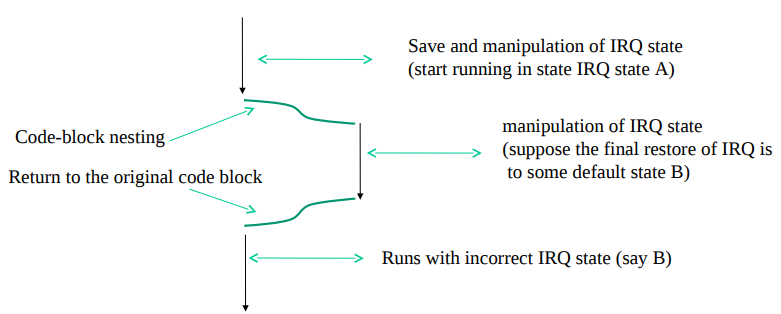 Save and manipulation of IRQ state
(start running in state IRQ state A)
Code-block nesting
manipulation of IRQ state
(suppose the final restore of IRQ is
to some default state B)
Return to the original code block
Runs with incorrect IRQ state (say B)